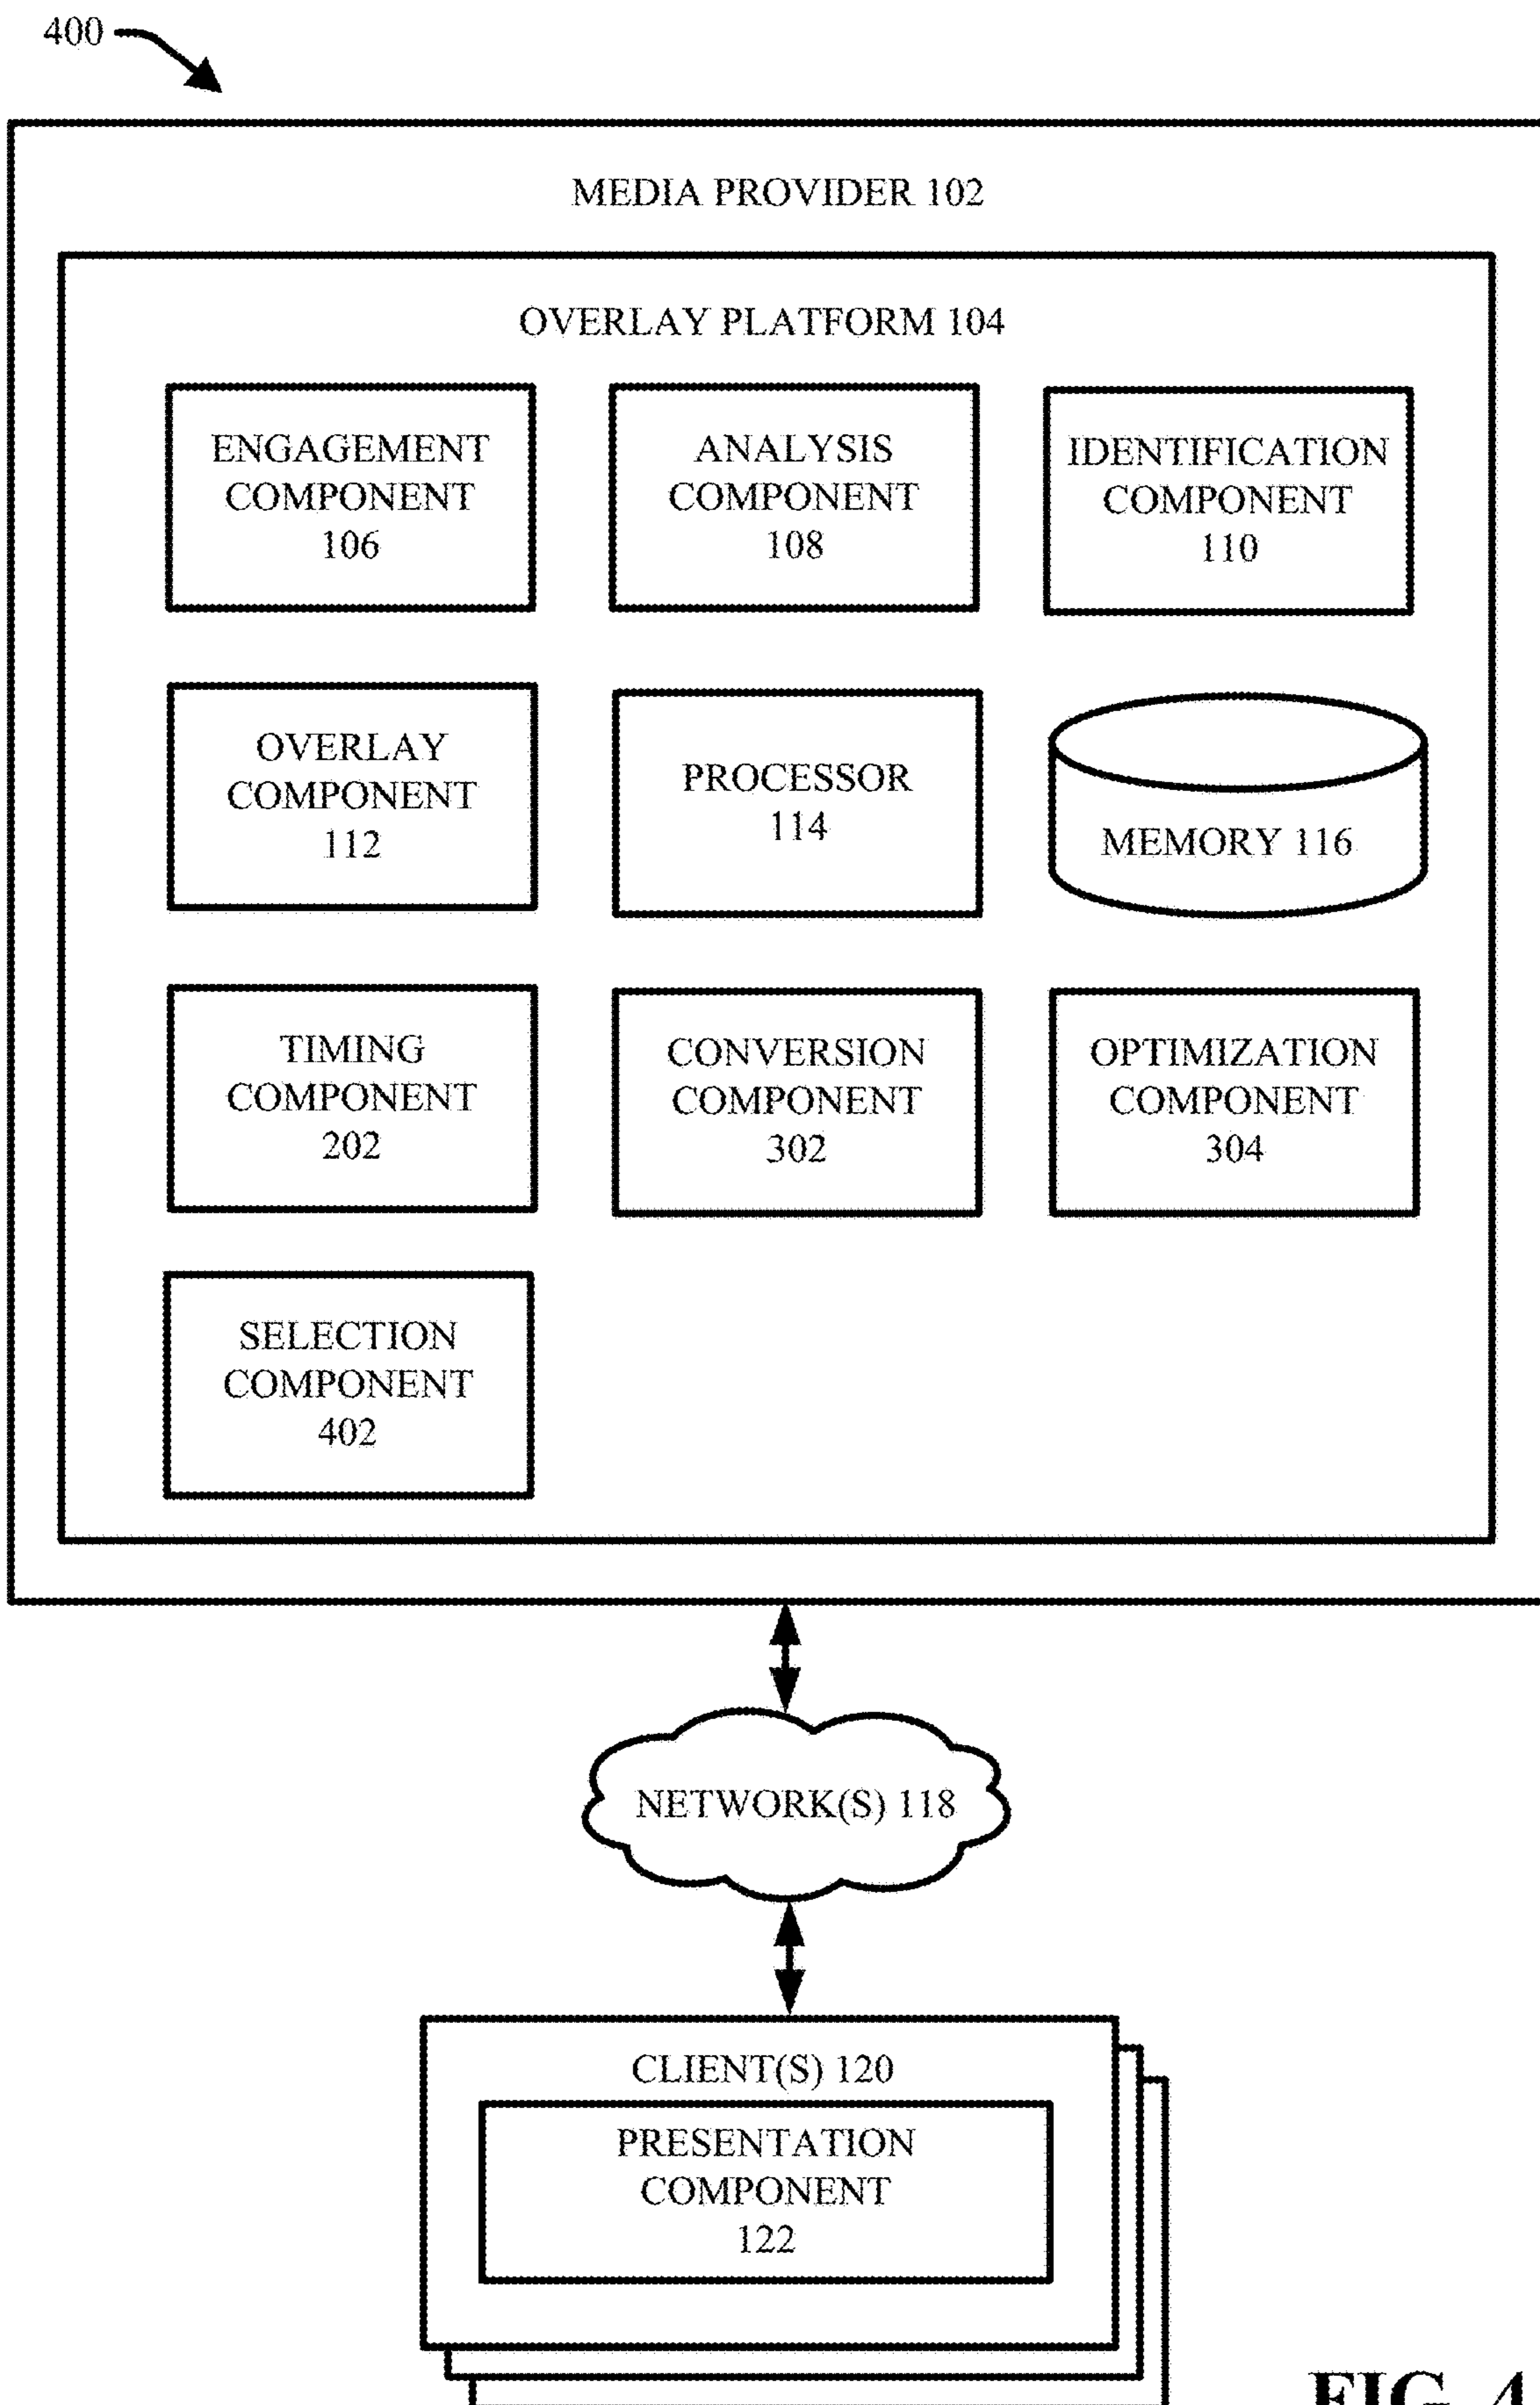 400
MEDIA PROVIDER 102
OVERLAY PLATFORM 104
ENGAGEMENT
COMPONENT
106
ANALYSIS
COMPONENT
108
IDENTIFICATION
COMPONENT
110
OVERLAY
COMPONENT
112
PROCESSOR
114
MEMORY 116
TIMING
COMPONENT
202
CONVERSION
COMPONENT
302
OPTIMIZATION
COMPONENT
304
SELECTION
COMPONENT
402
NETWORK(S) 118
CLIENT(S) 120
PRESENTATION
COMPONENT
122
FIG. 4